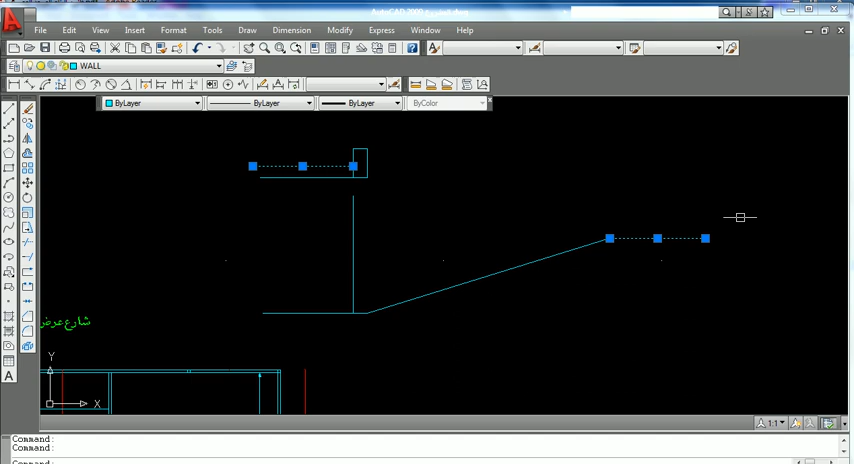 AutoCAD 2009
File Edit View Insert Format Tools Draw Dimension Modify Express Window Help
WALL
ByLayer ByLayer ByLayer ByColor
شارع عرض
Y
X
1:1
Command:
Command:
Command: